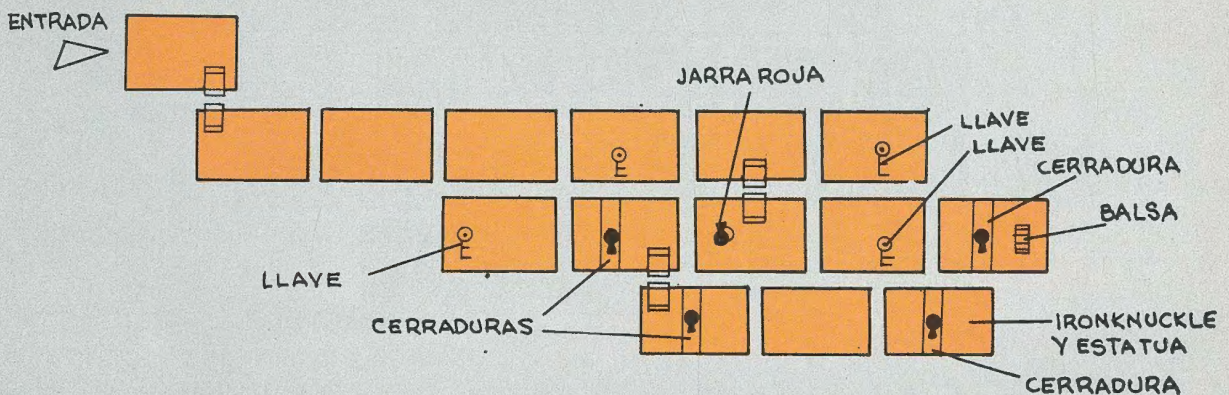 ENTRADA
JARRA ROJA
LLAVE
LLAVE
CERRADURA
BALSA
LLAVE
CERRADURAS
IRONKNUCKLE
Y ESTATUA
CERRADURA